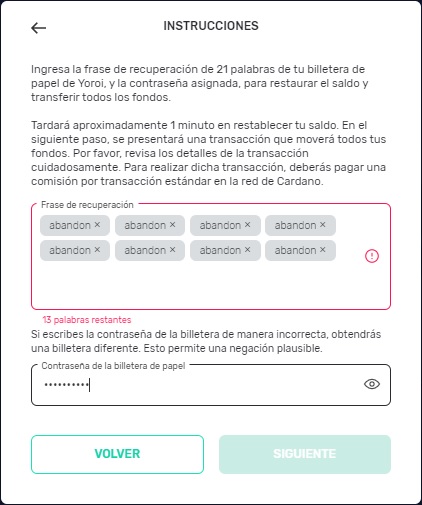 INSTRUCCIONES
Ingresa la frase de recuperación de 21 palabras de tu billetera de
papel de Yoroi, y la contraseña asignada, para restaurar el saldo y
transferir todos los fondos.
Tardará aproximadamente 1 minuto en restablecer tu saldo. En el
siguiente paso, se presentará una transacción que moverá todos tus
fondos. Por favor, revisa los detalles de la transacción
cuidadosamente. Para realizar dicha transacción, deberás pagar una
comisión por transacción estándar en la red de Cardano.
Frase de recuperación
abandon × abandon × abandon × abandon ×
abandon × abandon × abandon × abandon ×
13 palabras restantes
Si escribes la contraseña de la billetera de manera incorrecta, obtendrás
una billetera diferente. Esto permite una negación plausible.
Contraseña de la billetera de papel
••••••••••
VOLVER SIGUIENTE